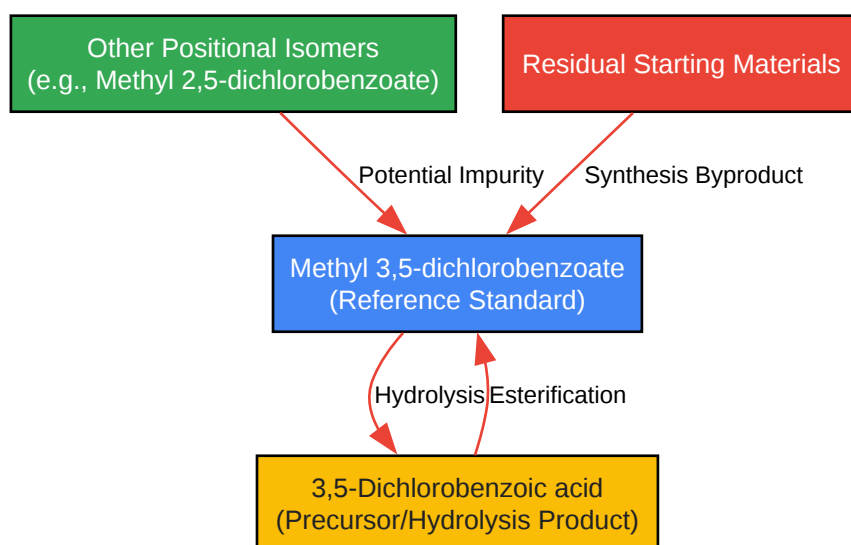 Other Positional Isomers
(e.g., Methyl 2,5-dichlorobenzoate)
Residual Starting Materials
Potential Impurity
Synthesis Byproduct
Methyl 3,5-dichlorobenzoate
(Reference Standard)
Hydrolysis
Esterification
3,5-Dichlorobenzoic acid
(Precursor/Hydrolysis Product)